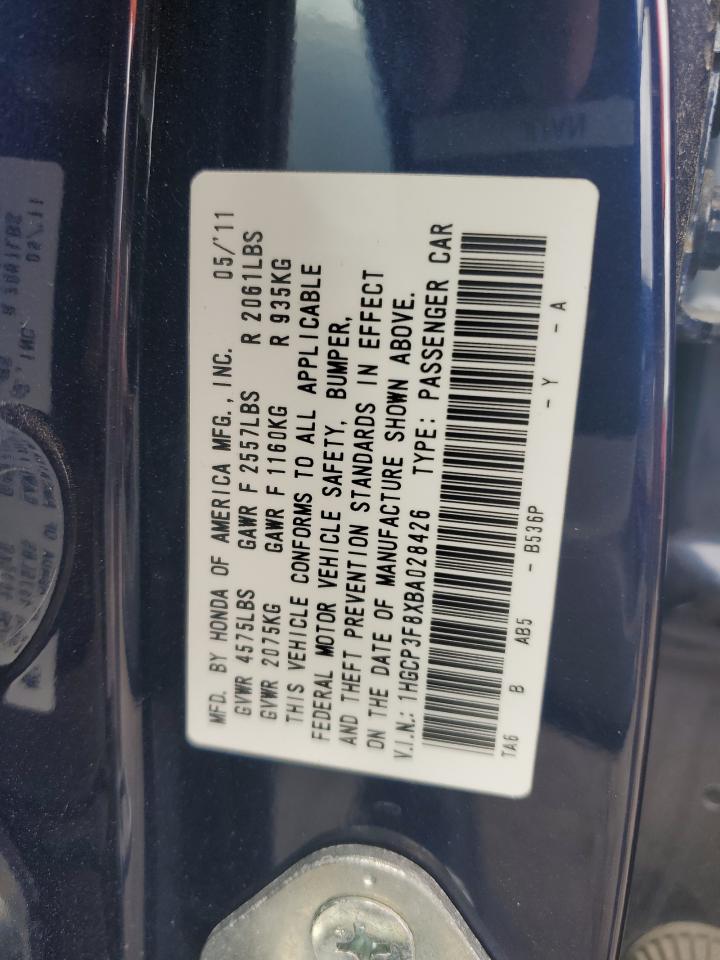 MFD. BY HONDA OF AMERICA MFG., INC. 05/'11
GVWR 4575LBS GAWR F 2557LBS R 2061LBS
GVWR 2075KG GAWR F 1160KG R 935KG
THIS VEHICLE CONFORMS TO ALL APPLICABLE
FEDERAL MOTOR VEHICLE SAFETY, BUMPER,
AND THEFT PREVENTION STANDARDS IN EFFECT
ON THE DATE OF MANUFACTURE SHOWN ABOVE.
V.I.N.: 1HGCP3F8XBA028426 TYPE: PASSENGER CAR
TA6 B AB5 - B536P - Y - A